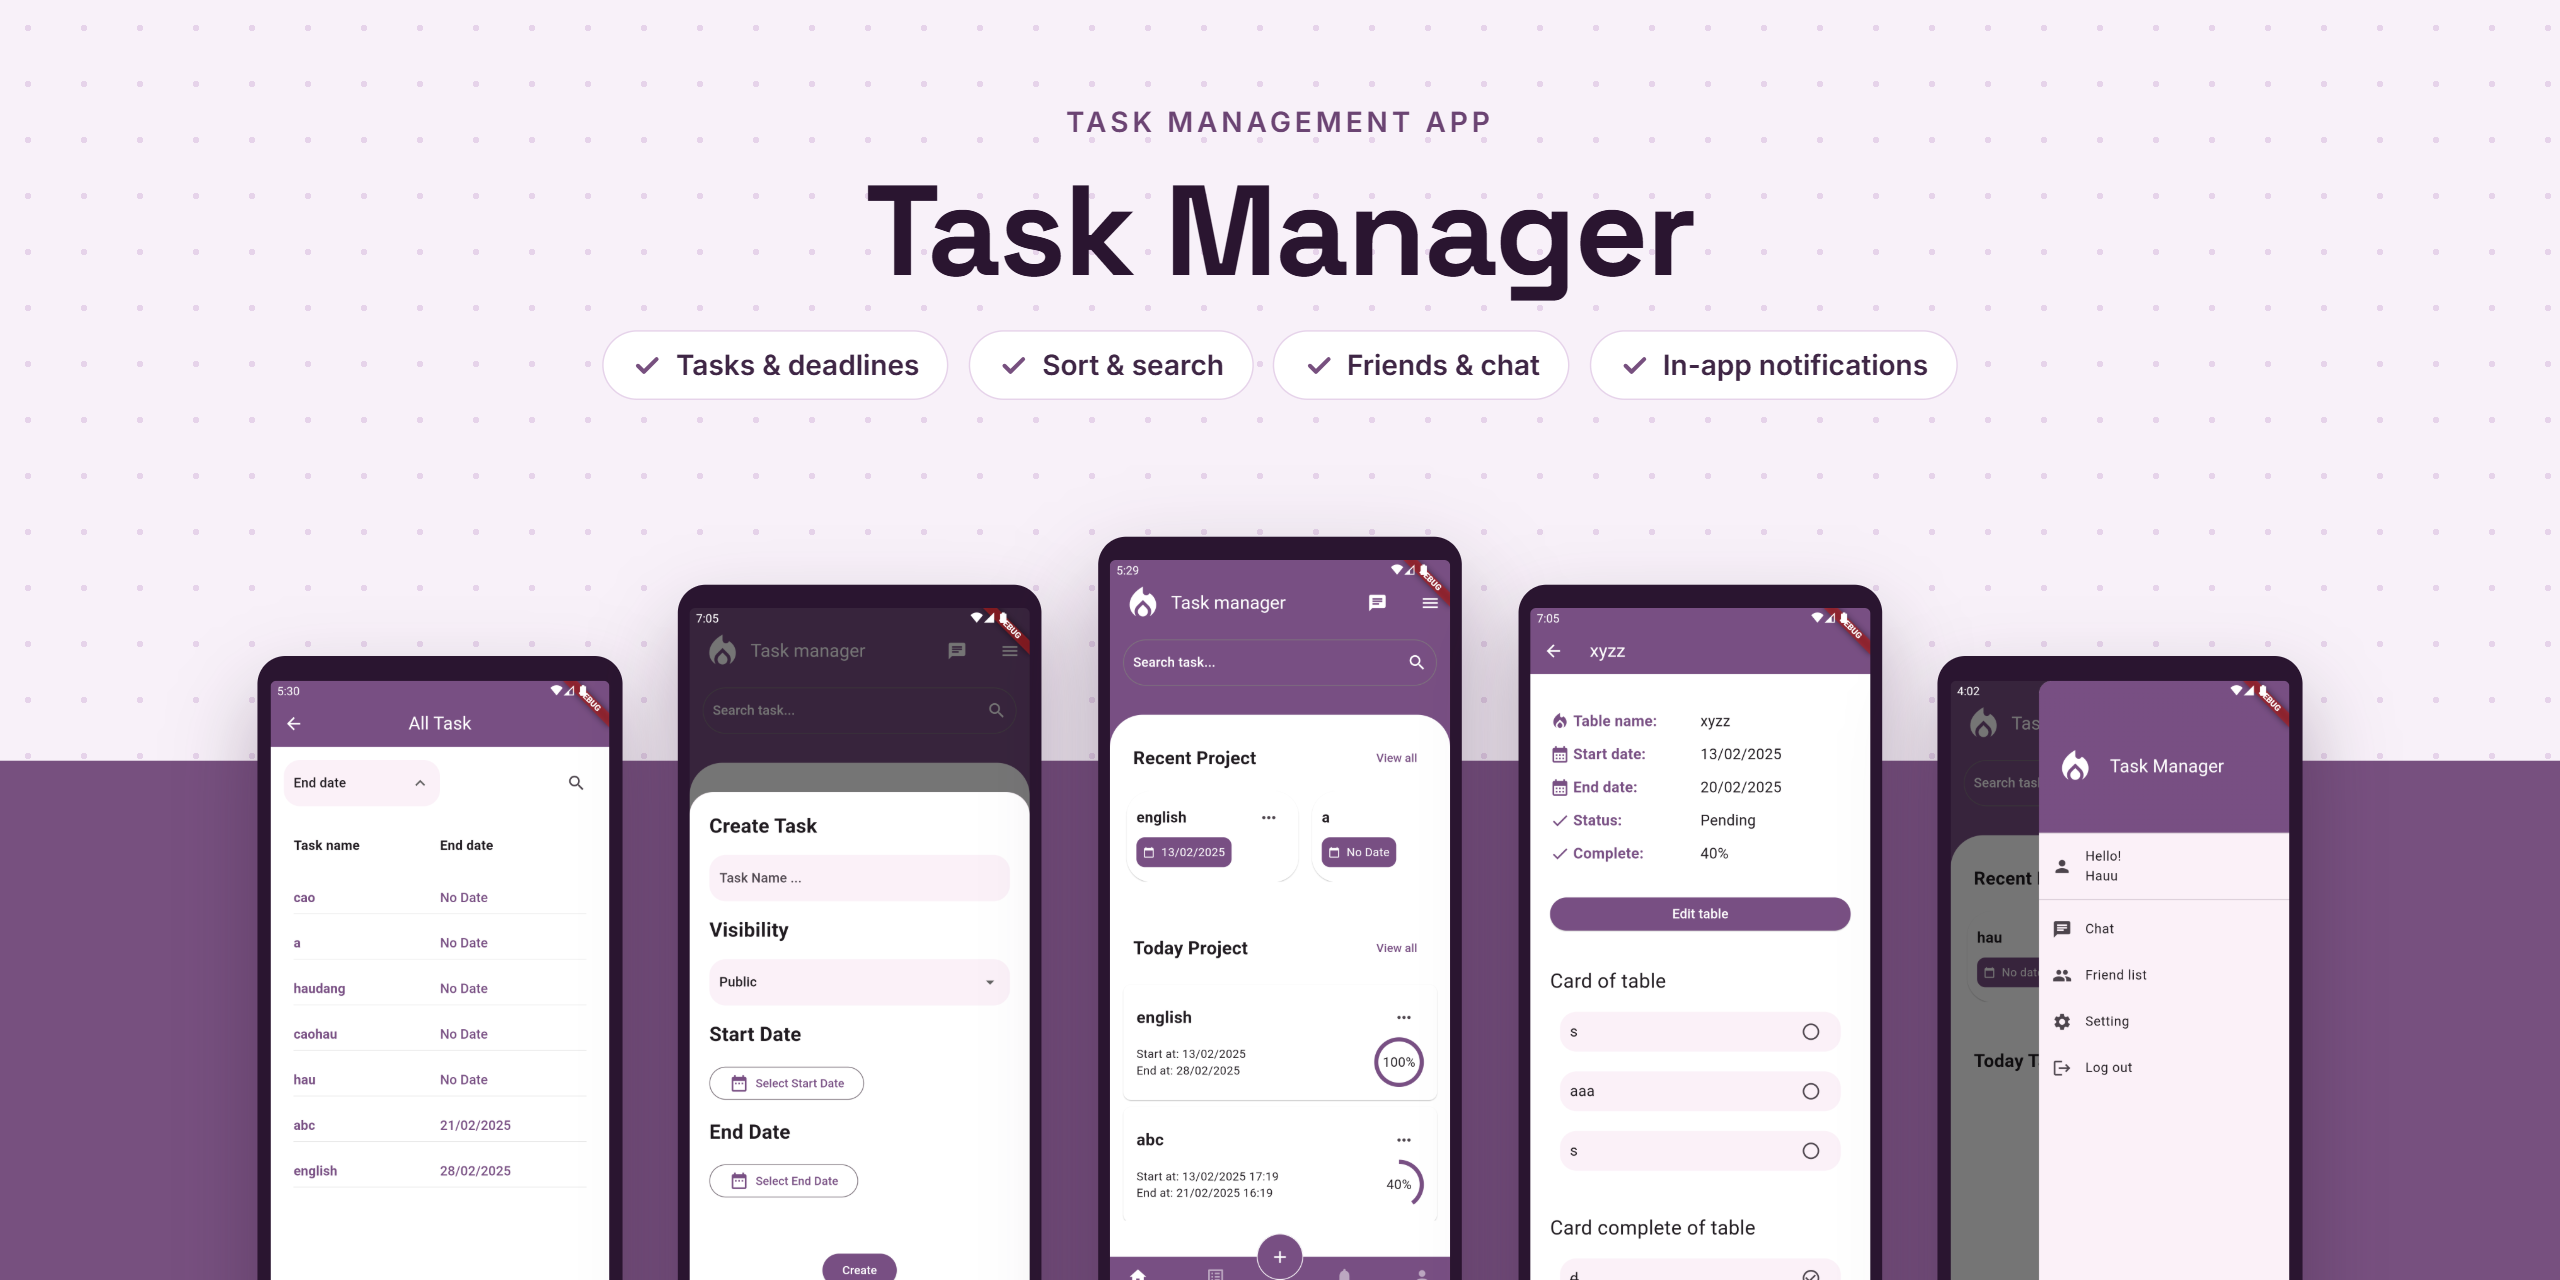 TASK MANAGEMENT APP
Task Manager
Tasks & deadlines
Sort & search
Friends & chat
In-app notifications
5:30
All Task
End date
Task name End date
cao No Date
a No Date
haudang No Date
caohau No Date
hau No Date
abc 21/02/2025
english 28/02/2025
7:05
Task manager
Search task...
Create Task
Task Name ...
Visibility
Public
Start Date
Select Start Date
End Date
Select End Date
Create
5:29
Task manager
Search task...
Recent Project View all
english
13/02/2025
a
No Date
Today Project View all
english
Start at: 13/02/2025
End at: 28/02/2025
100%
abc
Start at: 13/02/2025 17:19
End at: 21/02/2025 16:19
40%
7:05
xyzz
Table name: xyzz
Start date: 13/02/2025
End date: 20/02/2025
Status: Pending
Complete: 40%
Edit table
Card of table
s
aaa
s
Card complete of table
4:02
Search
Recent
hau
No
Today
Task Manager
Hello!
Hauu
Chat
Friend list
Setting
Log out